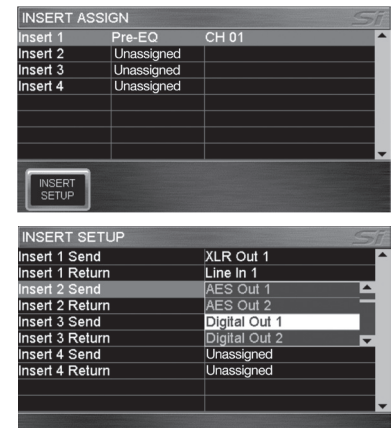 INSERT ASSIGN Si
Insert 1 Pre-EQ CH 01
Insert 2 Unassigned
Insert 3 Unassigned
Insert 4 Unassigned
INSERT
SETUP
INSERT SETUP Si
Insert 1 Send XLR Out 1
Insert 1 Return Line In 1
Insert 2 Send AES Out 1
Insert 2 Return AES Out 2
Insert 3 Send Digital Out 1
Insert 3 Return Digital Out 2
Insert 4 Send Unassigned
Insert 4 Return Unassigned